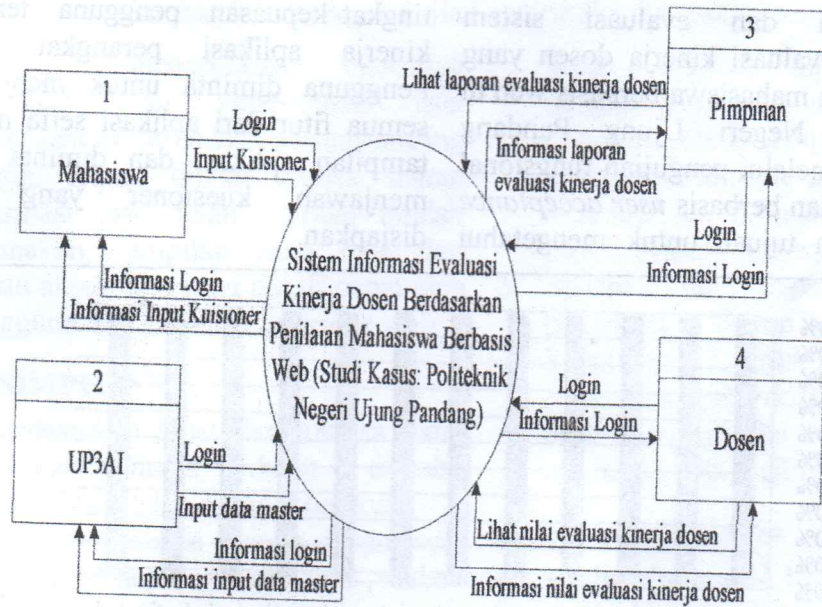 1
Mahasiswa
Login
Input Kuisioner
Informasi Login
Informasi Input Kuisioner
2
UP3AI
Login
Input data master
Informasi login
Informasi input data master
Sistem Informasi Evaluasi
Kinerja Dosen Berdasarkan
Penilaian Mahasiswa Berbasis
Web (Studi Kasus: Politeknik
Negeri Ujung Pandang)
3
Pimpinan
Lihat laporan evaluasi kinerja dosen
Informasi laporan
evaluasi kinerja dosen
Login
Informasi Login
4
Dosen
Login
Informasi Login
Lihat nilai evaluasi kinerja dosen
Informasi nilai evaluasi kinerja dosen